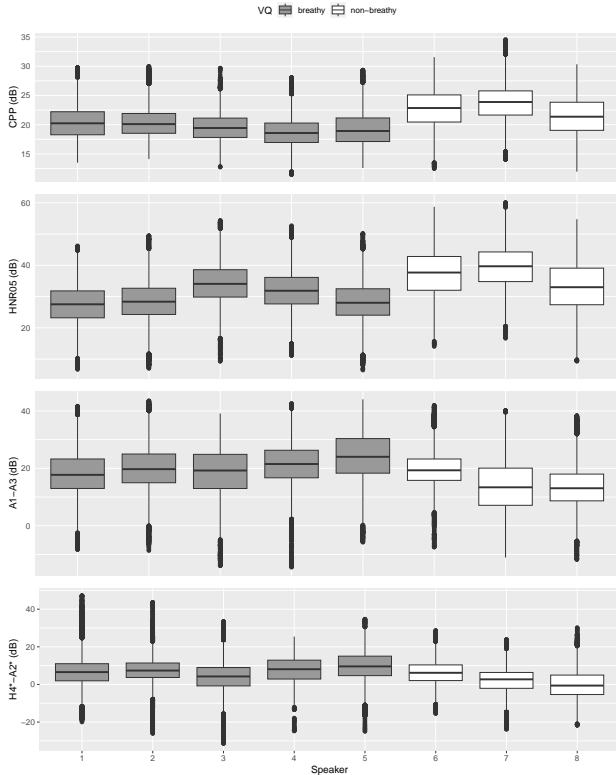 VQ breathy non-breathy
CPP (dB)
35
30
25
20
15
HNR05 (dB)
60
40
20
A1−A3 (dB)
40
20
0
H4*−A2* (dB)
40
20
0
−20
1 2 3 4 5 6 7 8
Speaker